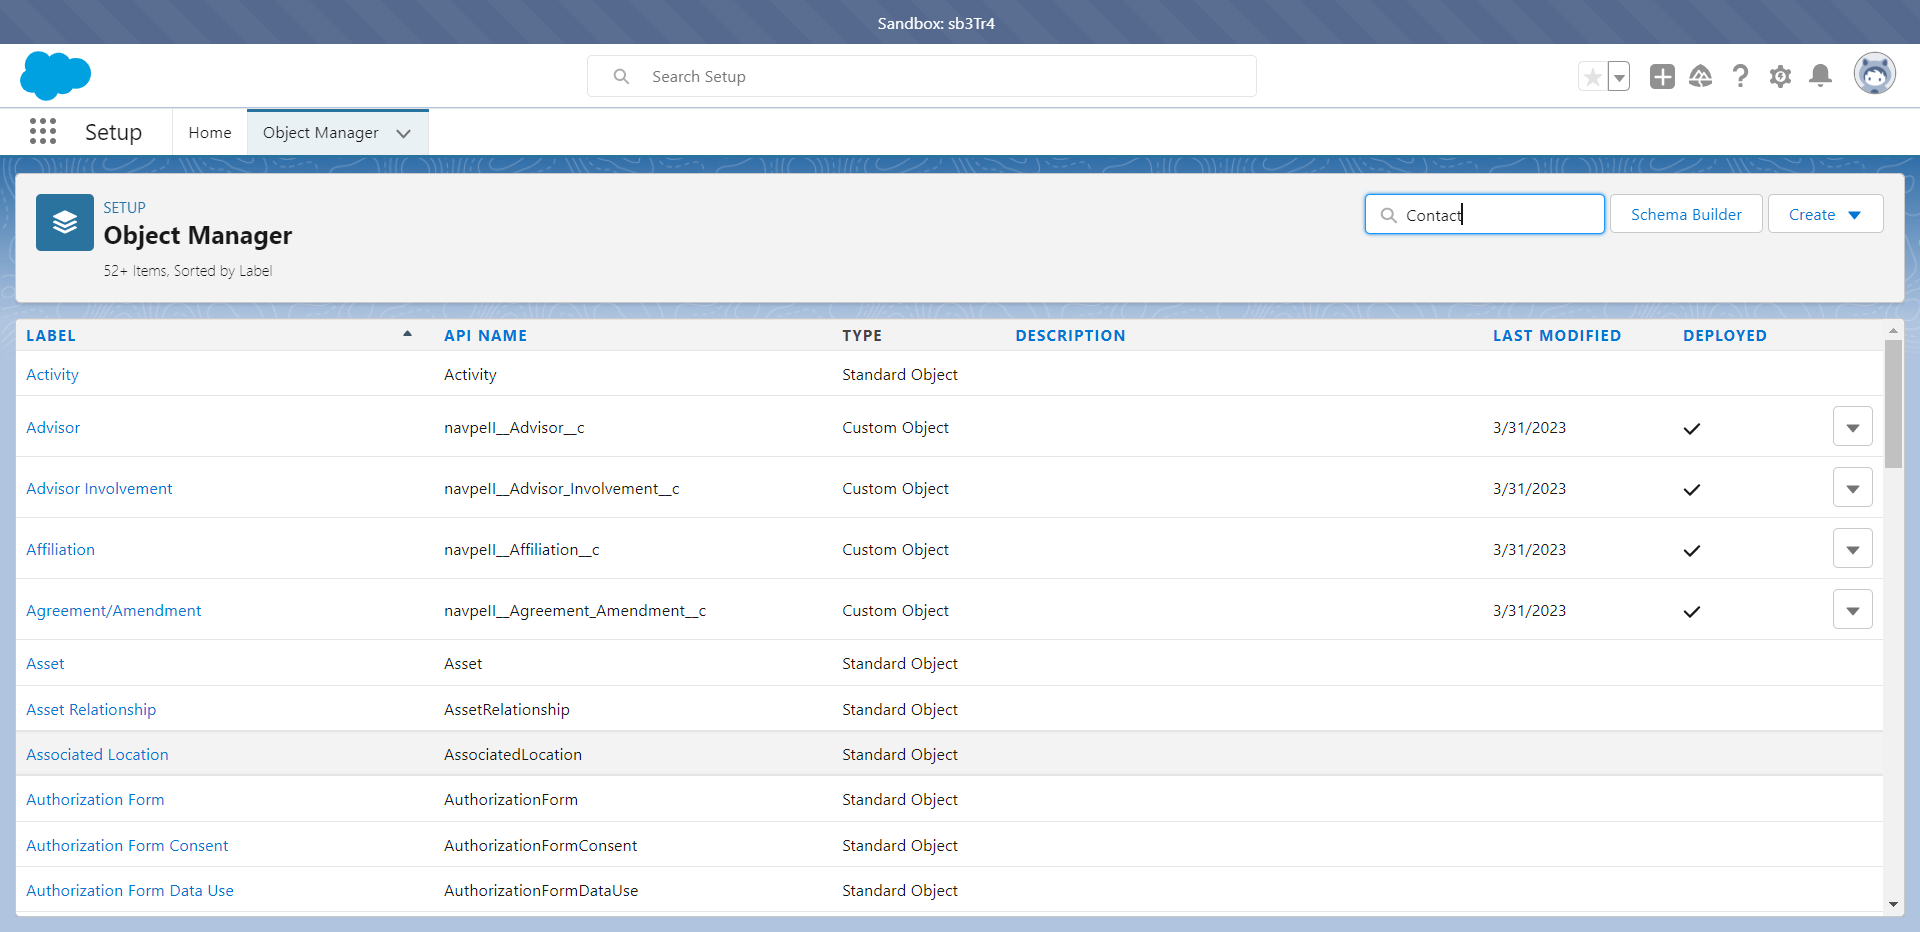 Sandbox: sb3Tr4
Search Setup
Setup
Home
Object Manager
SETUP
Object Manager
52+ Items, Sorted by Label
Contact
Schema Builder
Create
LABEL API NAME TYPE DESCRIPTION LAST MODIFIED DEPLOYED
Activity Activity Standard Object
Advisor navpeII__Advisor__c Custom Object 3/31/2023
Advisor Involvement navpeII__Advisor_Involvement__c Custom Object 3/31/2023
Affiliation navpeII__Affiliation__c Custom Object 3/31/2023
Agreement/Amendment navpeII__Agreement_Amendment__c Custom Object 3/31/2023
Asset Asset Standard Object
Asset Relationship AssetRelationship Standard Object
Associated Location AssociatedLocation Standard Object
Authorization Form AuthorizationForm Standard Object
Authorization Form Consent AuthorizationFormConsent Standard Object
Authorization Form Data Use AuthorizationFormDataUse Standard Object